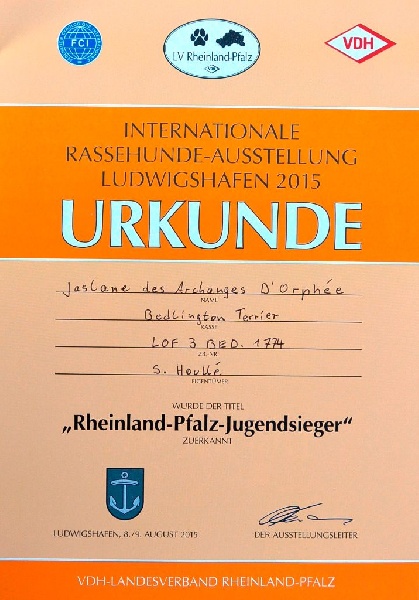 FCI
LV Rheinland-Pfalz
VDH
INTERNATIONALE
RASSEHUNDE-AUSSTELLUNG
LUDWIGSHAFEN 2015
URKUNDE
Jaslane des Archanges D'Orphée
NAME
Bedlington Terrier
RASSE
LOF 3 BED. 1774
ZB.-NR.
S. Houllé
EIGENTÜMER
WURDE DER TITEL
„Rheinland-Pfalz-Jugendsieger“
ZUERKANNT
LUDWIGSHAFEN, 8./9. AUGUST 2015
DER AUSSTELLUNGSLEITER
VDH-LANDESVERBAND RHEINLAND-PFALZ